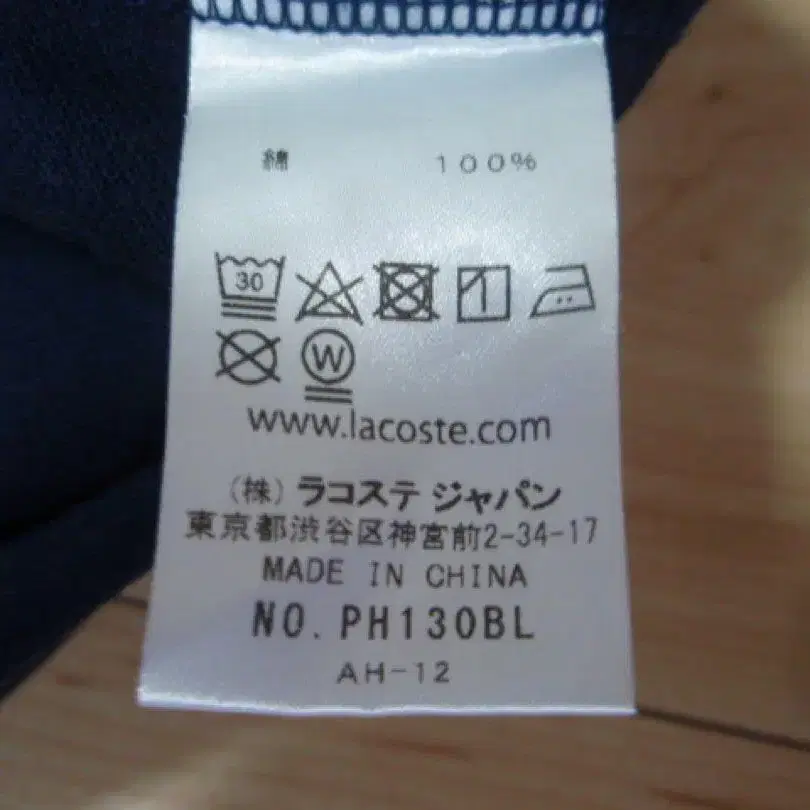 綿 100%
30
W
www.lacoste.com
(株) ラコステ ジャパン
東京都渋谷区神宮前2-34-17
MADE IN CHINA
NO. PH130BL
AH-12